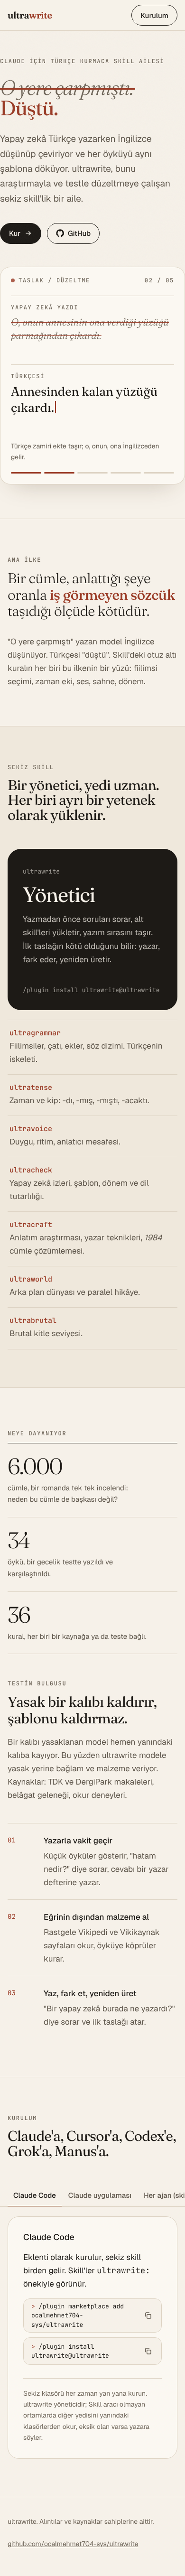 ultrawrite
Kurulum
CLAUDE İÇİN TÜRKÇE KURMACA SKİLL AİLESİ
O yere çarpmıştı.
Düştü.
Yapay zekâ Türkçe yazarken İngilizce
düşünüp çeviriyor ve her öyküyü aynı
şablona döküyor. ultrawrite, bunu
araştırmayla ve testle düzeltmeye çalışan
sekiz skill'lik bir aile.
Kur →
GitHub
TASLAK / DÜZELTME
02 / 05
YAPAY ZEKÂ YAZDI
O, onun annesinin ona verdiği yüzüğü
parmağından çıkardı.
TÜRKÇESİ
Annesinden kalan yüzüğü
çıkardı.
Türkçe zamiri ekte taşır; o, onun, ona İngilizceden
gelir.
ANA İLKE
Bir cümle, anlattığı şeye
oranla iş görmeyen sözcük
taşıdığı ölçüde kötüdür.
"O yere çarpmıştı" yazan model İngilizce
düşünüyor. Türkçesi "düştü". Skill'deki otuz altı
kuralın her biri bu ilkenin bir yüzü: fiilimsi
seçimi, zaman eki, ses, sahne, dönem.
SEKİZ SKİLL
Bir yönetici, yedi uzman.
Her biri ayrı bir yetenek
olarak yüklenir.
ultrawrite
Yönetici
Yazmadan önce soruları sorar, alt
skill'leri yükletir, yazım sırasını taşır.
İlk taslağın kötü olduğunu bilir: yazar,
fark eder, yeniden üretir.
/plugin install ultrawrite@ultrawrite
ultragrammar
Fiilimsiler, çatı, ekler, söz dizimi. Türkçenin
iskeleti.
ultratense
Zaman ve kip: -dı, -mış, -mıştı, -acaktı.
ultravoice
Duygu, ritim, anlatıcı mesafesi.
ultracheck
Yapay zekâ izleri, şablon, dönem ve dil
tutarlılığı.
ultracraft
Anlatım araştırması, yazar teknikleri, 1984
cümle çözümlemesi.
ultraworld
Arka plan dünyası ve paralel hikâye.
ultrabrutal
Brutal kitle seviyesi.
NEYE DAYANIYOR
6.000
cümle, bir romanda tek tek incelendi:
neden bu cümle de başkası değil?
34
öykü, bir gecelik testte yazıldı ve
karşılaştırıldı.
36
kural, her biri bir kaynağa ya da teste bağlı.
TESTİN BULGUSU
Yasak bir kalıbı kaldırır,
şablonu kaldırmaz.
Bir kalıbı yasaklanan model hemen yanındaki
kalıba kayıyor. Bu yüzden ultrawrite modele
yasak yerine bağlam ve malzeme veriyor.
Kaynaklar: TDK ve DergiPark makaleleri,
belâgat geleneği, okur deneyleri.
01
Yazarla vakit geçir
Küçük öyküler gösterir, "hatam
nedir?" diye sorar, cevabı bir yazar
defterine yazar.
02
Eğrinin dışından malzeme al
Rastgele Vikipedi ve Vikikaynak
sayfaları okur, öyküye köprüler
kurar.
03
Yaz, fark et, yeniden üret
"Bir yapay zekâ burada ne yazardı?"
diye sorar ve ilk taslağı atar.
KURULUM
Claude'a, Cursor'a, Codex'e,
Grok'a, Manus'a.
Claude Code
Claude uygulaması
Her ajan (ski
Claude Code
Eklenti olarak kurulur, sekiz skill
birden gelir. Skill'ler ultrawrite:
önekiyle görünür.
> /plugin marketplace add
ocalmehmet704-
sys/ultrawrite
> /plugin install
ultrawrite@ultrawrite
Sekiz klasörü her zaman yan yana kurun.
ultrawrite yöneticidir; Skill aracı olmayan
ortamlarda diğer yedisini yanındaki
klasörlerden okur, eksik olan varsa yazara
söyler.
ultrawrite. Alıntılar ve kaynaklar sahiplerine aittir.
github.com/ocalmehmet704-sys/ultrawrite